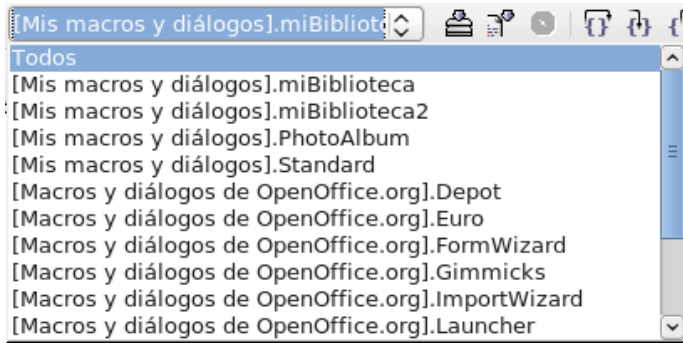 [Mis macros y diálogos].miBibliot
Todos
[Mis macros y diálogos].miBiblioteca
[Mis macros y diálogos].miBiblioteca2
[Mis macros y diálogos].PhotoAlbum
[Mis macros y diálogos].Standard
[Macros y diálogos de OpenOffice.org].Depot
[Macros y diálogos de OpenOffice.org].Euro
[Macros y diálogos de OpenOffice.org].FormWizard
[Macros y diálogos de OpenOffice.org].Gimmicks
[Macros y diálogos de OpenOffice.org].ImportWizard
[Macros y diálogos de OpenOffice.org].Launcher